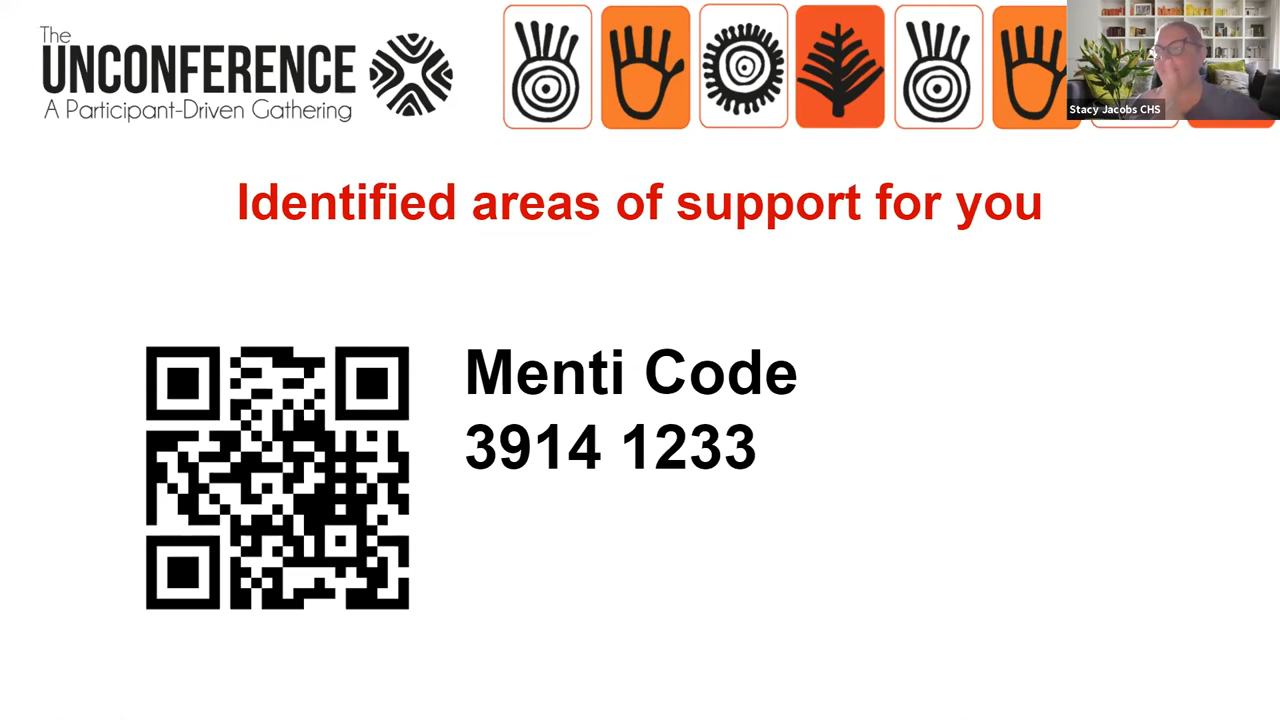 The
UNCONFERENCE
A Participant-Driven Gathering
Stacy Jacobs CHS
Identified areas of support for you
Menti Code
3914 1233